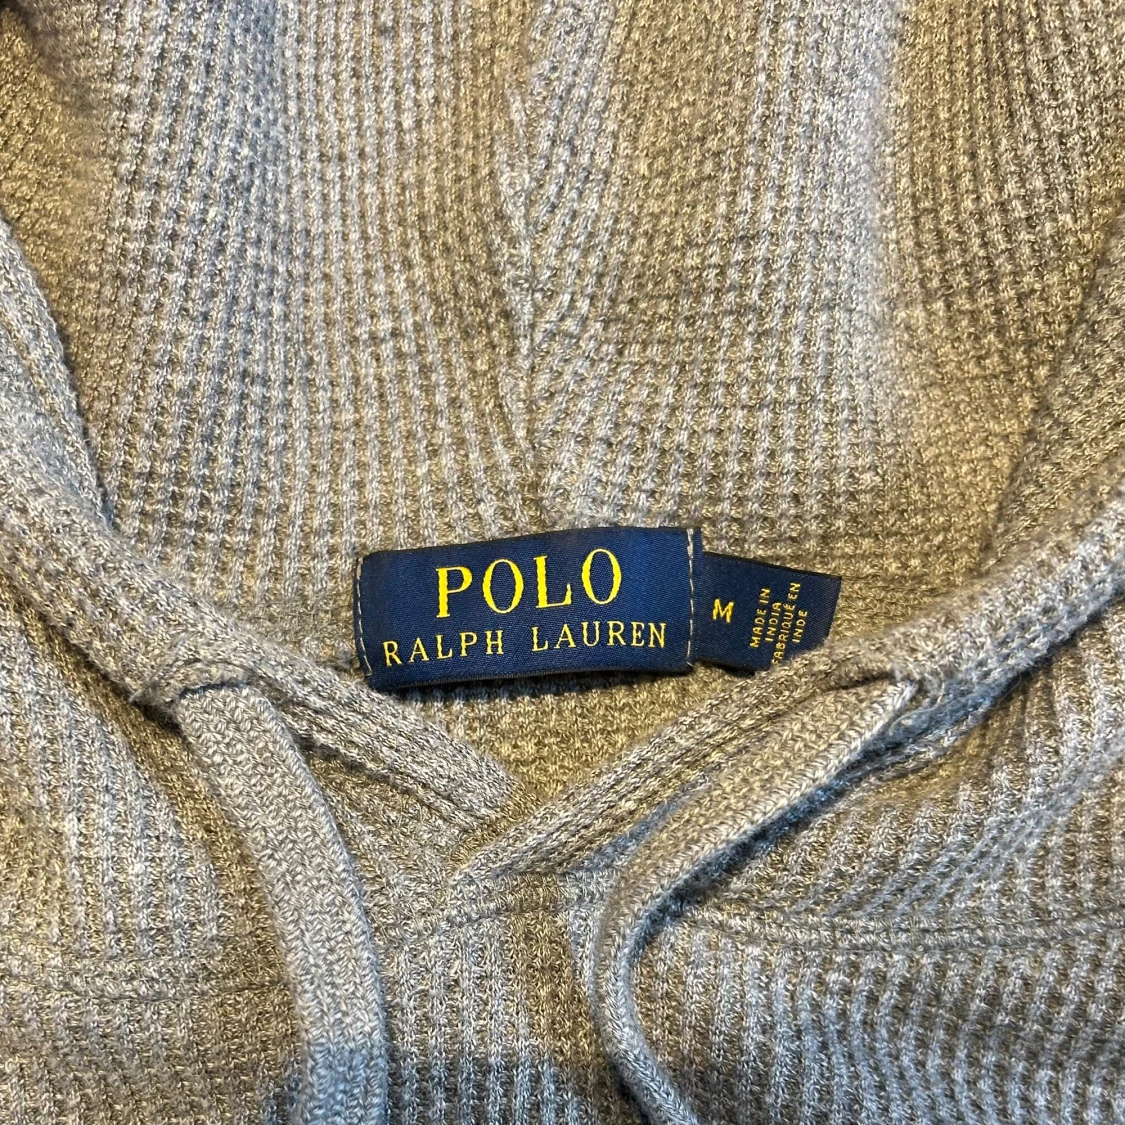 POLO
RALPH LAUREN
M
MADE IN
INDIA
FABRIQUÉ EN
INDE